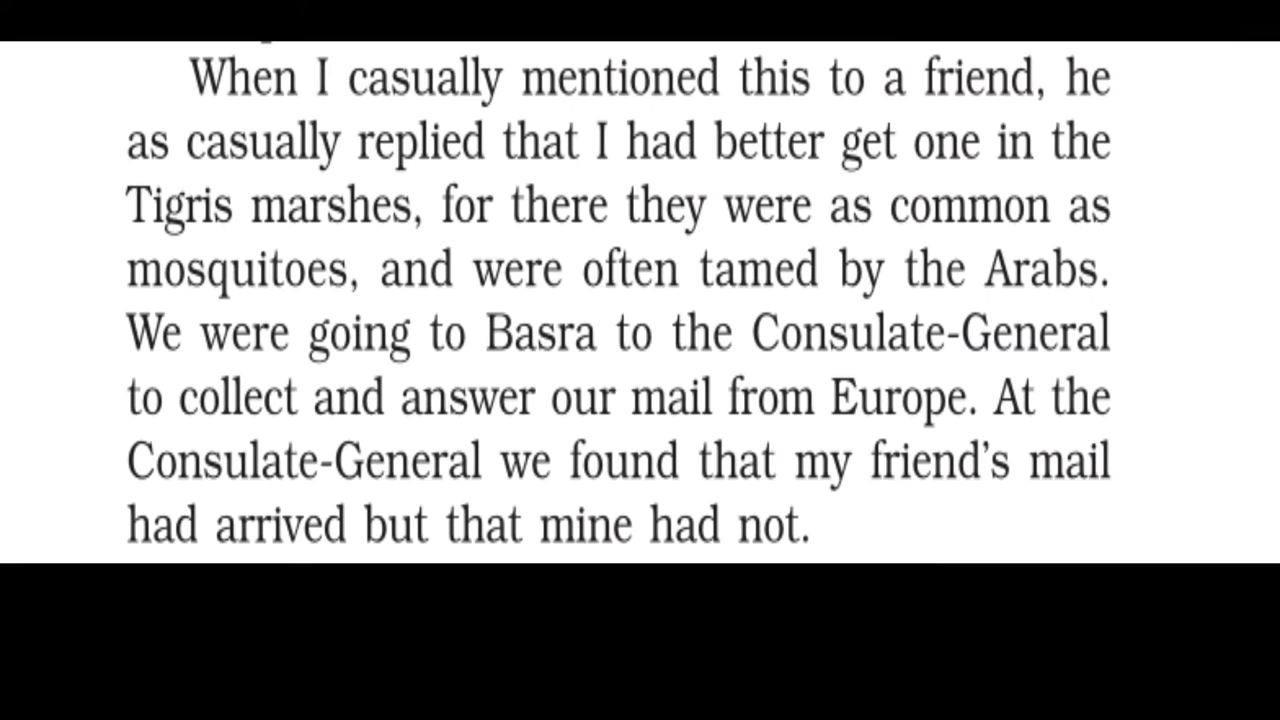 When I casually mentioned this to a friend, he
as casually replied that I had better get one in the
Tigris marshes, for there they were as common as
mosquitoes, and were often tamed by the Arabs.
We were going to Basra to the Consulate-General
to collect and answer our mail from Europe. At the
Consulate-General we found that my friend’s mail
had arrived but that mine had not.